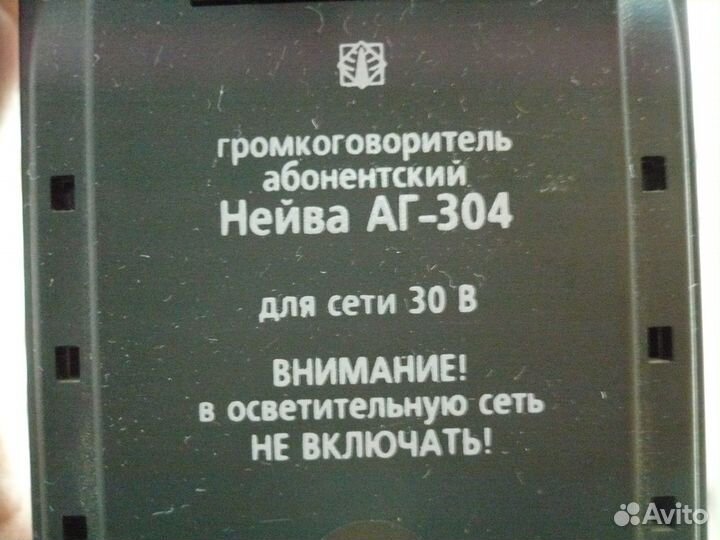 громкоговоритель
абонентский
Нейва АГ-304
для сети 30 В
ВНИМАНИЕ!
в осветительную сеть
НЕ ВКЛЮЧАТЬ!
Avito